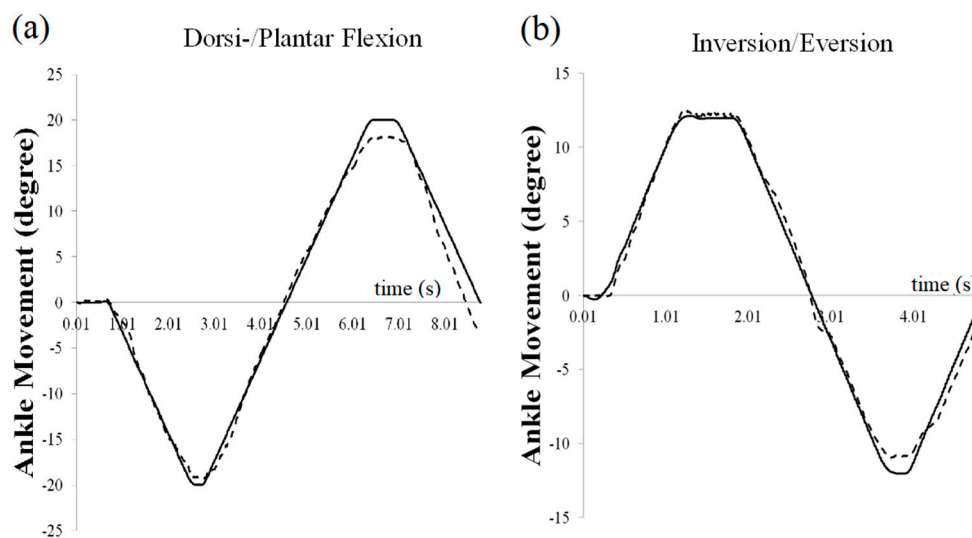 (a)
Dorsi-/Plantar Flexion
Ankle Movement (degree)
25
20
15
10
5
0
-5
-10
-15
-20
-25
time (s)
0.01 1.01 2.01 3.01 4.01 5.01 6.01 7.01 8.01
(b)
Inversion/Eversion
Ankle Movement (degree)
15
10
5
0
-5
-10
-15
time (s)
0.01 1.01 2.01 3.01 4.01